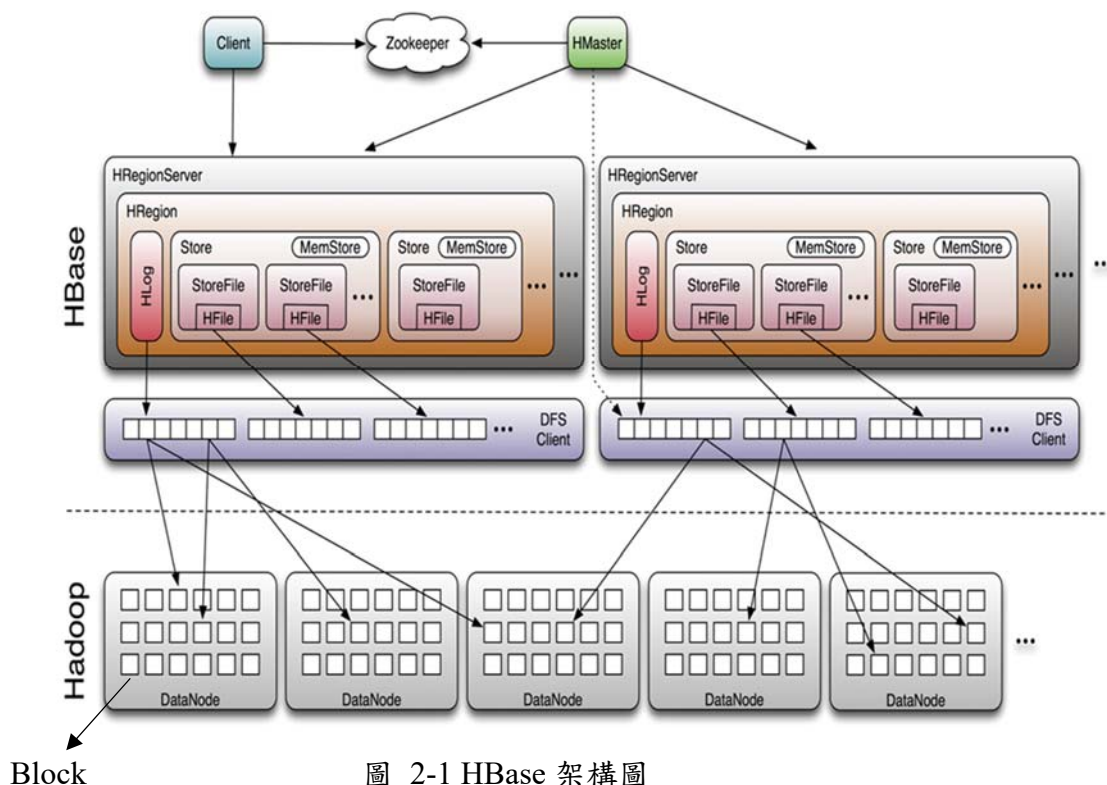 Client
Zookeeper
HMaster
HBase
HRegionServer
HRegion
HLog
Store
MemStore
StoreFile
HFile
StoreFile
HFile
...
Store
MemStore
StoreFile
HFile
...
...
HRegionServer
HRegion
HLog
Store
MemStore
StoreFile
HFile
StoreFile
HFile
...
Store
MemStore
StoreFile
HFile
...
...
...
...
DFS
Client
...
DFS
Client
Hadoop
DataNode
DataNode
DataNode
DataNode
DataNode
...
Block
圖 2-1 HBase 架構圖